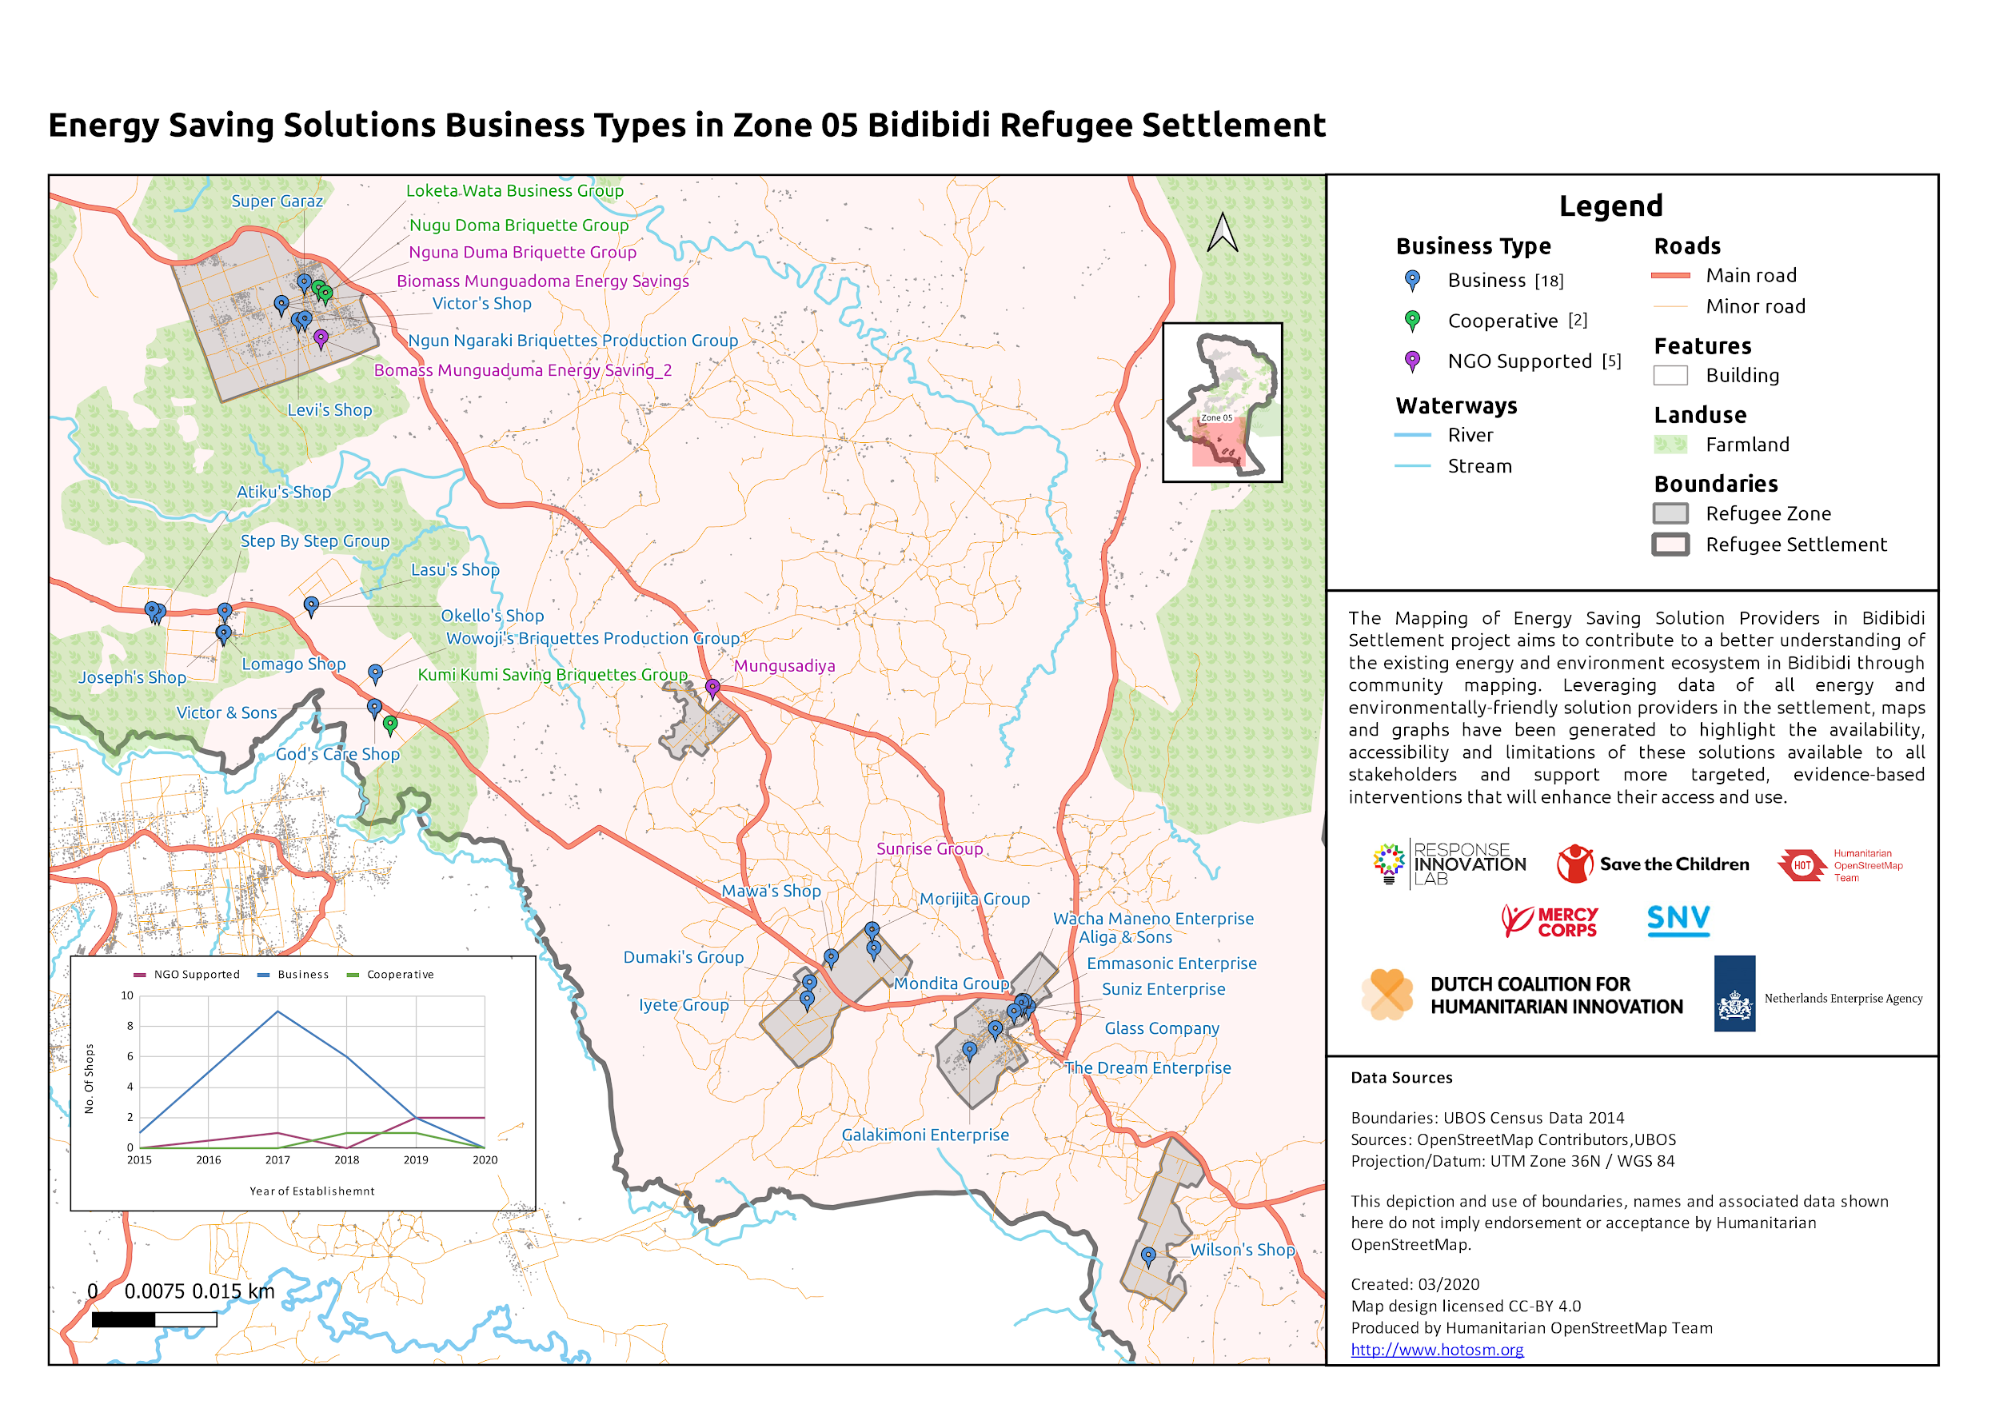 Energy Saving Solutions Business Types in Zone 05 Bidibidi Refugee Settlement
Super Garaz
Loketa Wata Business Group
Nugu Doma Briquette Group
Nguna Duma Briquette Group
Biomass Munguadoma Energy Savings
Victor's Shop
Ngun Ngaraki Briquettes Production Group
Bomass Munguaduma Energy Saving_2
Levi's Shop
Atiku's Shop
Step By Step Group
Lasu's Shop
Okello's Shop
Wowoji's Briquettes Production Group
Lomago Shop
Joseph's Shop
Kumi Kumi Saving Briquettes Group
Mungusadiya
Victor & Sons
God's Care Shop
Sunrise Group
Mawa's Shop
Morijita Group
Wacha Maneno Enterprise
Aliga & Sons
Dumaki's Group
Emmasonic Enterprise
Mondita Group
Suniz Enterprise
Iyete Group
Glass Company
The Dream Enterprise
Galakimoni Enterprise
Wilson's Shop
Zone 05
NGO Supported Business Cooperative
No. Of Shops
10
8
6
4
2
0
2015 2016 2017 2018 2019 2020
Year of Establishemnt
0 0.0075 0.015 km
Legend
Business Type
Business [18]
Cooperative [2]
NGO Supported [5]
Waterways
River
Stream
Roads
Main road
Minor road
Features
Building
Landuse
Farmland
Boundaries
Refugee Zone
Refugee Settlement
The Mapping of Energy Saving Solution Providers in Bidibidi
Settlement project aims to contribute to a better understanding of
the existing energy and environment ecosystem in Bidibidi through
community mapping. Leveraging data of all energy and
environmentally-friendly solution providers in the settlement, maps
and graphs have been generated to highlight the availability,
accessibility and limitations of these solutions available to all
stakeholders and support more targeted, evidence-based
interventions that will enhance their access and use.
RESPONSE
INNOVATION
LAB
Save the Children
HOT
Humanitarian
OpenStreetMap
Team
MERCY
CORPS
SNV
DUTCH COALITION FOR
HUMANITARIAN INNOVATION
Netherlands Enterprise Agency
Data Sources
Boundaries: UBOS Census Data 2014
Sources: OpenStreetMap Contributors,UBOS
Projection/Datum: UTM Zone 36N / WGS 84
This depiction and use of boundaries, names and associated data shown
here do not imply endorsement or acceptance by Humanitarian
OpenStreetMap.
Created: 03/2020
Map design licensed CC-BY 4.0
Produced by Humanitarian OpenStreetMap Team
http://www.hotosm.org